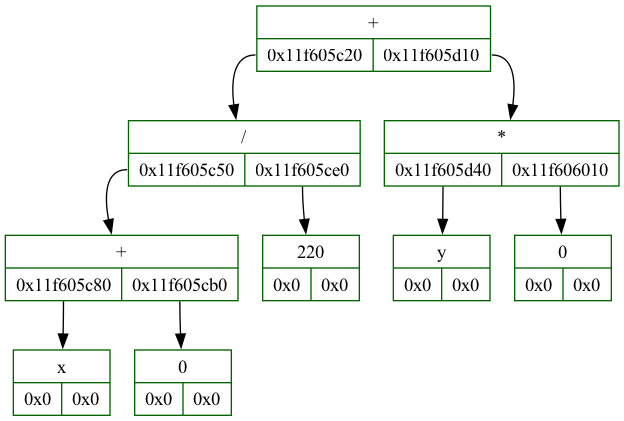 +
0x11f605c20 0x11f605d10
/ *
0x11f605c50 0x11f605ce0 0x11f605d40 0x11f606010
+ 220 y 0
0x11f605c80 0x11f605cb0 0x0 0x0 0x0 0x0 0x0 0x0
x 0
0x0 0x0 0x0 0x0